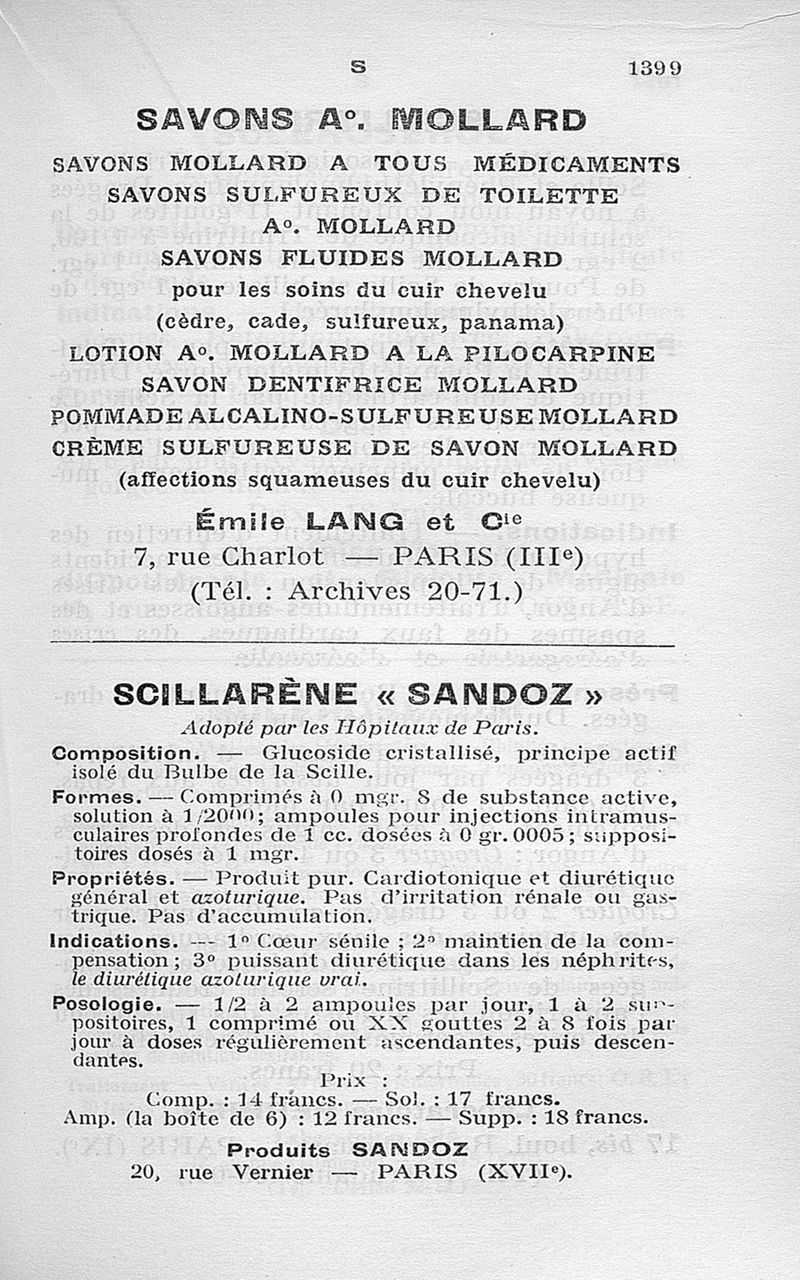 S 1399
SAVONS Aº. MOLLARD
SAVONS MOLLARD A TOUS MÉDICAMENTS
SAVONS SULFUREUX DE TOILETTE
Aº. MOLLARD
SAVONS FLUIDES MOLLARD
pour les soins du cuir chevelu
(cèdre, cade, sulfureux, panama)
LOTION Aº. MOLLARD A LA PILOCARPINE
SAVON DENTIFRICE MOLLARD
POMMADE ALCALINO-SULFUREUSE MOLLARD
CRÈME SULFUREUSE DE SAVON MOLLARD
(affections squameuses du cuir chevelu)
Émile LANG et Cie
7, rue Charlot — PARIS (IIIe)
(Tél. : Archives 20-71.)
SCILLARÈNE « SANDOZ »
Adopté par les Hôpitaux de Paris.
Composition. — Glucoside cristallisé, principe actif
isolé du Bulbe de la Scille.
Formes. — Comprimés à 0 mgr. 8 de substance active,
solution à 1/2000; ampoules pour injections intramus-
culaires profondes de 1 cc. dosées à 0 gr. 0005; supposi-
toires dosés à 1 mgr.
Propriétés. — Produit pur. Cardiotonique et diurétique
général et azoturique. Pas d'irritation rénale ou gas-
trique. Pas d'accumulation.
Indications. — 1º Cœur sénile ; 2º maintien de la com-
pensation; 3º puissant diurétique dans les néphrites,
le diurétique azoturique vrai.
Posologie. — 1/2 à 2 ampoules par jour, 1 à 2 sup-
positoires, 1 comprimé ou XX gouttes 2 à 8 fois par
jour à doses régulièrement ascendantes, puis descen-
dantes.
Prix :
Comp. : 14 francs. — Sol. : 17 francs.
Amp. (la boîte de 6) : 12 francs. — Supp. : 18 francs.
Produits SANDOZ
20, rue Vernier — PARIS (XVIIe).